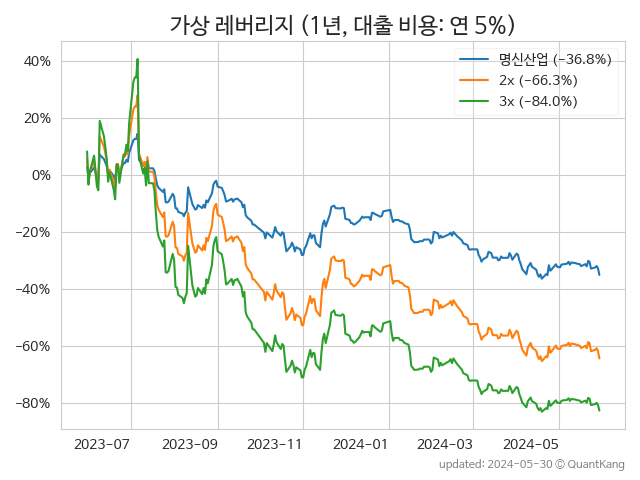 가상 레버리지 (1년, 대출 비용: 연 5%)
명신산업 (−36.8%)
2x (−66.3%)
3x (−84.0%)
40%
20%
0%
−20%
−40%
−60%
−80%
2023-07 2023-09 2023-11 2024-01 2024-03 2024-05
updated: 2024-05-30 © QuantKang